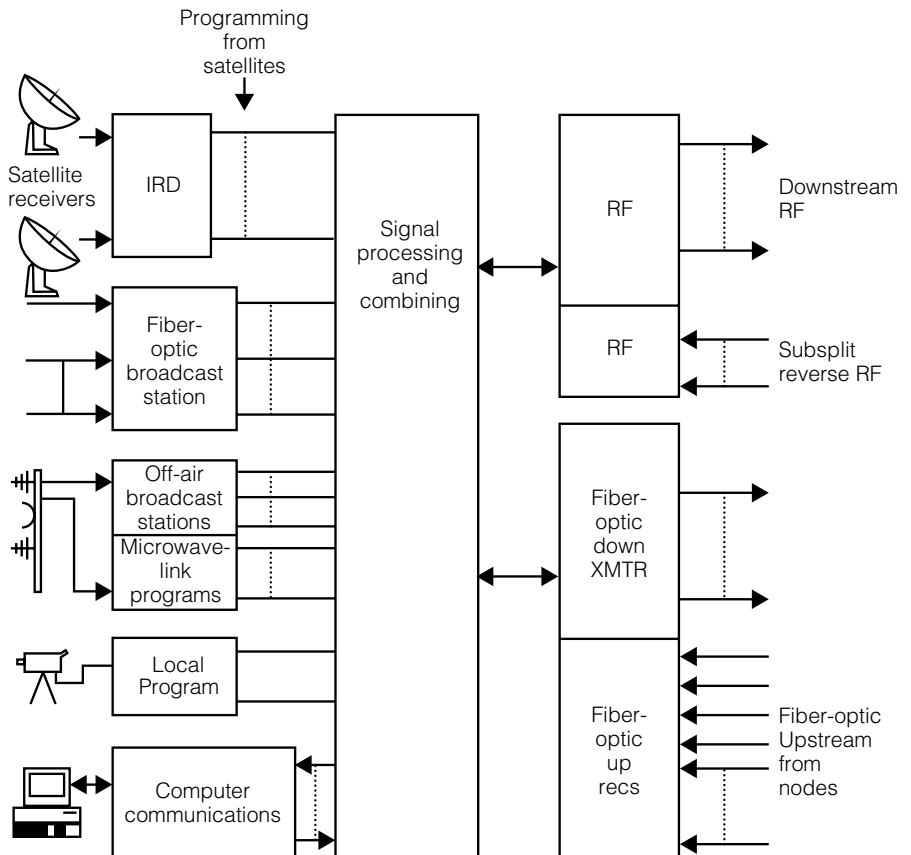 Programming
from
satellites
Satellite
receivers
IRD
Fiber-
optic
broadcast
station
Off-air
broadcast
stations
Microwave-
link
programs
Local
Program
Computer
communications
Signal
processing
and
combining
RF
Downstream
RF
RF
Subsplit
reverse RF
Fiber-
optic
down
XMTR
Fiber-
optic
up
recs
Fiber-optic
Upstream
from
nodes